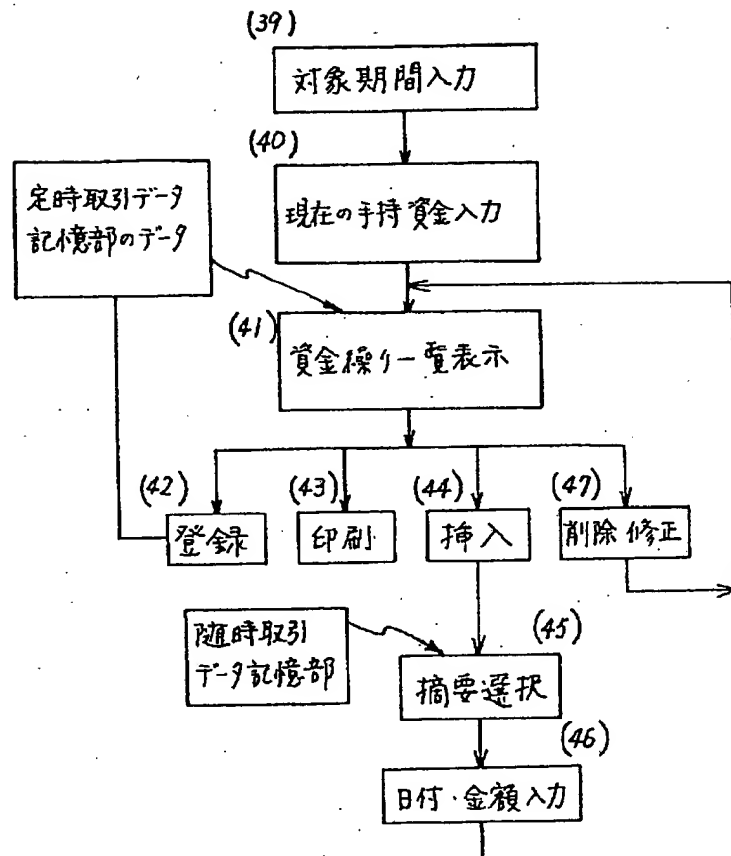 (39)
対象期間入力
(40)
定時取引データ
記憶部のデータ
現在の手持資金入力
(41)
資金繰り一覧表示
(42)
(43)
(44)
(47)
登録
印刷
挿入
削除修正
(45)
随時取引
データ記憶部
摘要選択
(46)
日付・金額入力